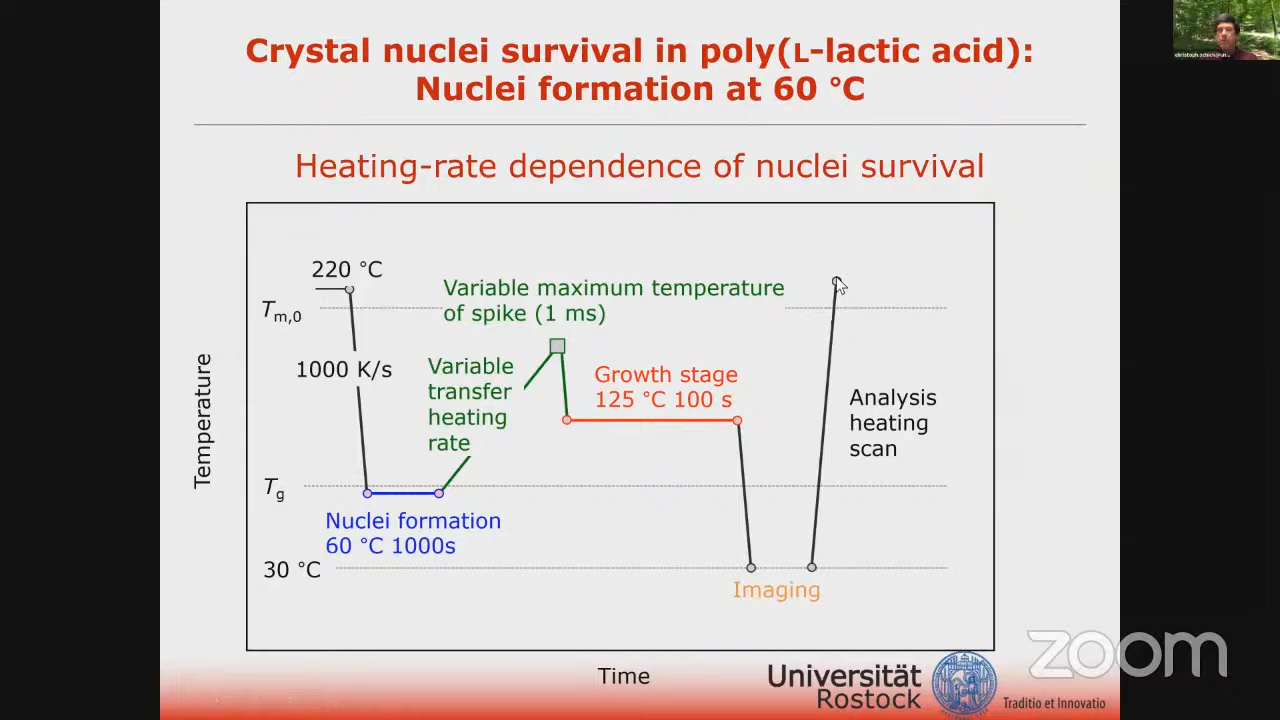 Crystal nuclei survival in poly(L-lactic acid):
Nuclei formation at 60 °C
Heating-rate dependence of nuclei survival
220 °C
Variable maximum temperature
of spike (1 ms)
Tm,0
1000 K/s
Variable
transfer
heating
rate
Growth stage
125 °C 100 s
Analysis
heating
scan
Temperature
Tg
Nuclei formation
60 °C 1000s
30 °C
Imaging
Time
Universität
Rostock
Traditio et Innovatio
zoom